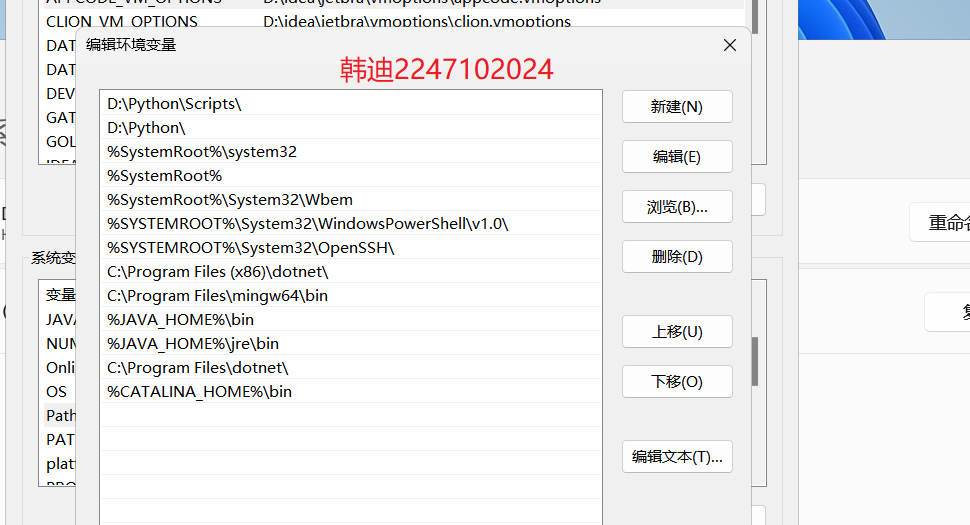 CLION_VM_OPTIONS D:\idea\jetbra\vmoptions\clion.vmoptions
编辑环境变量
韩迪2247102024
DAT
DAT
DEV
GAT
GOL
D:\Python\Scripts\
D:\Python\
%SystemRoot%\system32
%SystemRoot%
%SystemRoot%\System32\Wbem
%SYSTEMROOT%\System32\WindowsPowerShell\v1.0\
%SYSTEMROOT%\System32\OpenSSH\
C:\Program Files (x86)\dotnet\
C:\Program Files\mingw64\bin
%JAVA_HOME%\bin
%JAVA_HOME%\jre\bin
C:\Program Files\dotnet\
%CATALINA_HOME%\bin
新建(N)
编辑(E)
浏览(B)...
删除(D)
上移(U)
下移(O)
编辑文本(T)...
系统变
变量
JAVA
NUM
Onli
OS
Path
PAT
plat
重命名